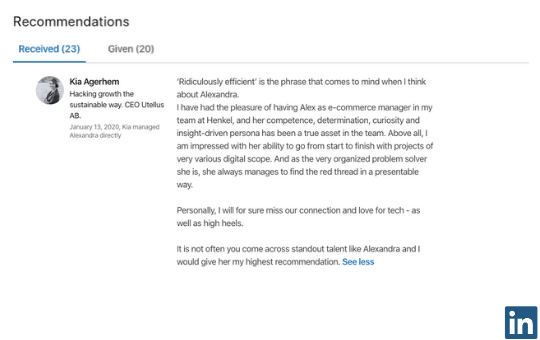 Recommendations
Received (23)
Given (20)
Kia Agerhem
Hacking growth the
sustainable way. CEO Utellus
AB.
January 13, 2020, Kia managed
Alexandra directly
‘Ridiculously efficient’ is the phrase that comes to mind when I think
about Alexandra.
I have had the pleasure of having Alex as e-commerce manager in my
team at Henkel, and her competence, determination, curiosity and
insight-driven persona has been a true asset in the team. Above all, I
am impressed with her ability to go from start to finish with projects of
very various digital scope. And as the very organized problem solver
she is, she always manages to find the red thread in a presentable
way.
Personally, I will for sure miss our connection and love for tech - as
well as high heels.
It is not often you come across standout talent like Alexandra and I
would give her my highest recommendation. See less
in